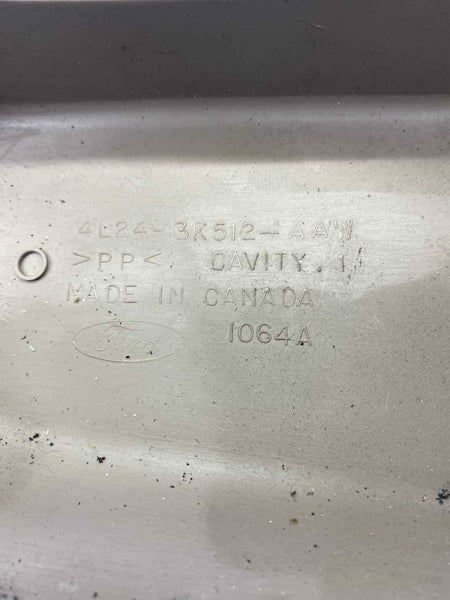 4L24-3K512-AAW
>PP< CAVITY.1
MADE IN CANADA
Ford 1064A